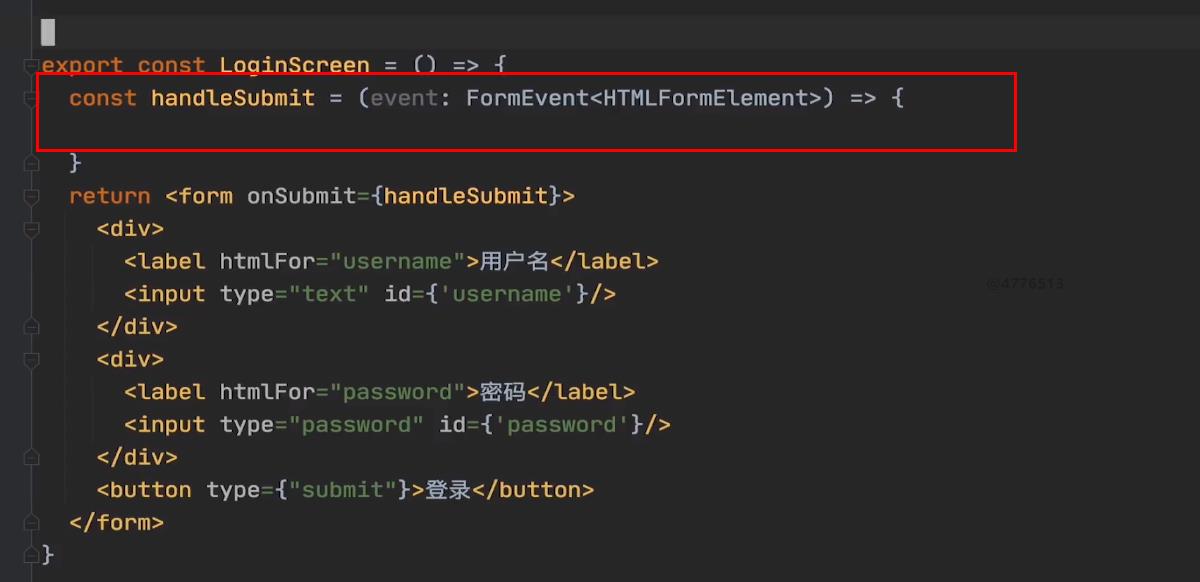 export const LoginScreen = () => {
const handleSubmit = (event: FormEvent<HTMLFormElement>) => {
}
return <form onSubmit={handleSubmit}>
<div>
<label htmlFor="username">用户名</label>
<input type="text" id={'username'}/>
</div>
<div>
<label htmlFor="password">密码</label>
<input type="password" id={'password'}/>
</div>
<button type={"submit"}>登录</button>
</form>
}
@4776513